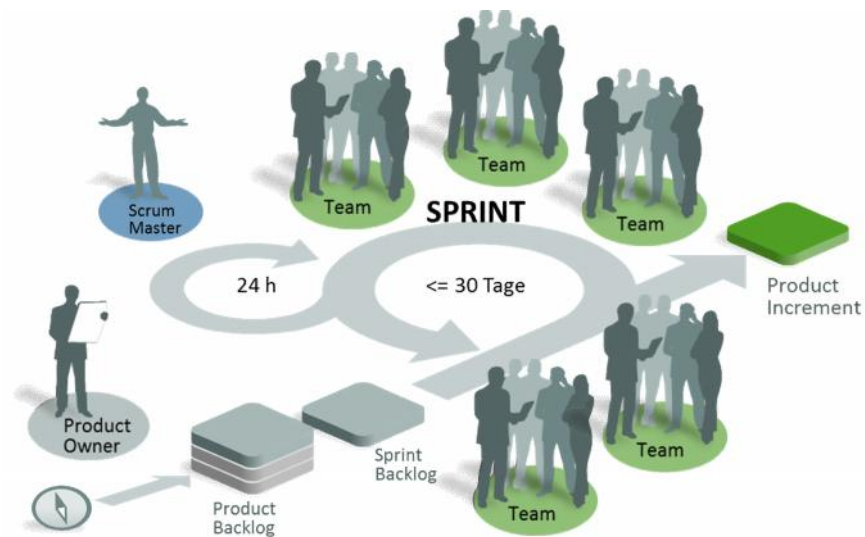 Team
Team
Team
Scrum
Master
SPRINT
24 h
<= 30 Tage
Product
Increment
Product
Owner
Team
Sprint
Backlog
Product
Backlog
Team